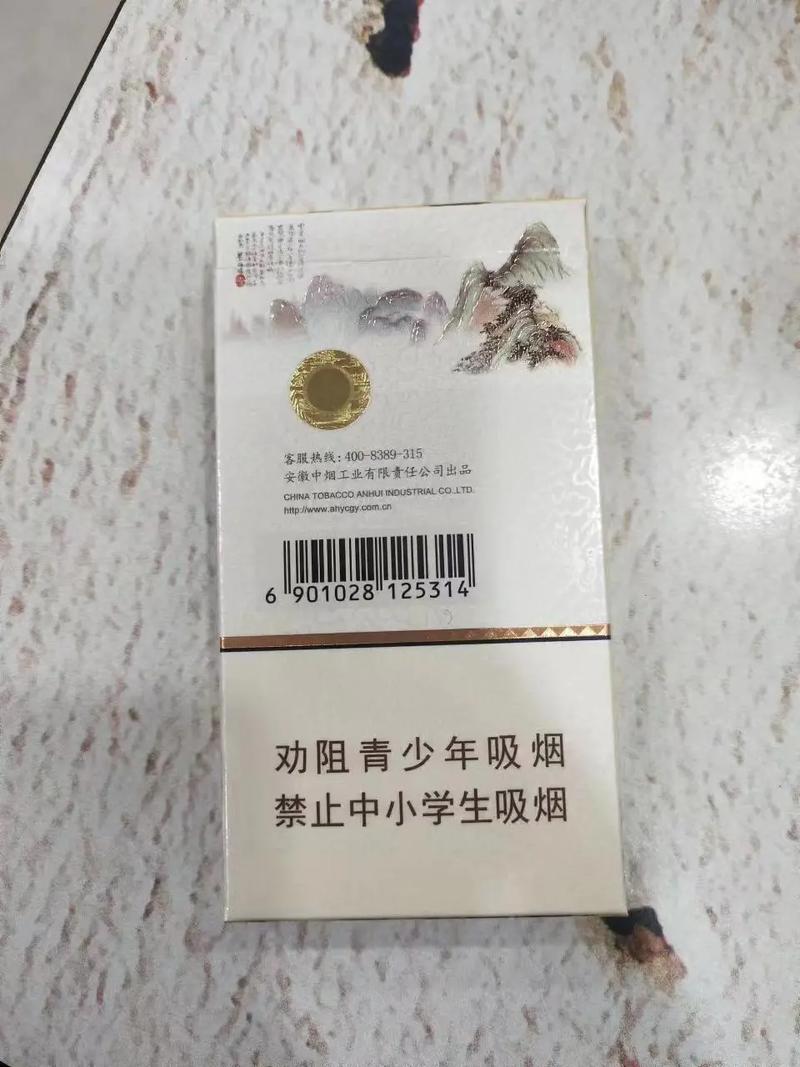 客服热线:400-8389-315
安徽中烟工业有限责任公司出品
CHINA TOBACCO ANHUI INDUSTRIAL CO.,LTD.
http://www.ahycgy.com.cn
6 901028 125314
劝阻青少年吸烟
禁止中小学生吸烟